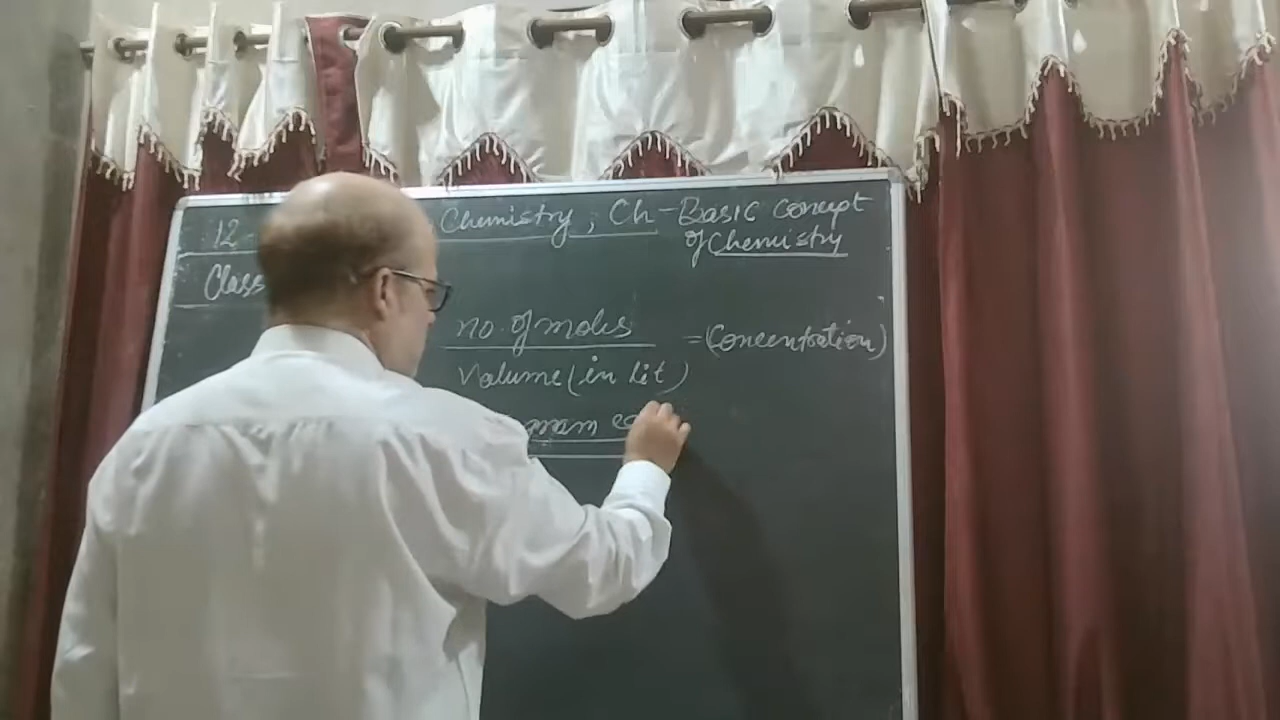 12 - Chemistry, Ch-Basic concept
of Chemistry
Class
no. of moles = (Concentration)
Volume (in lit)